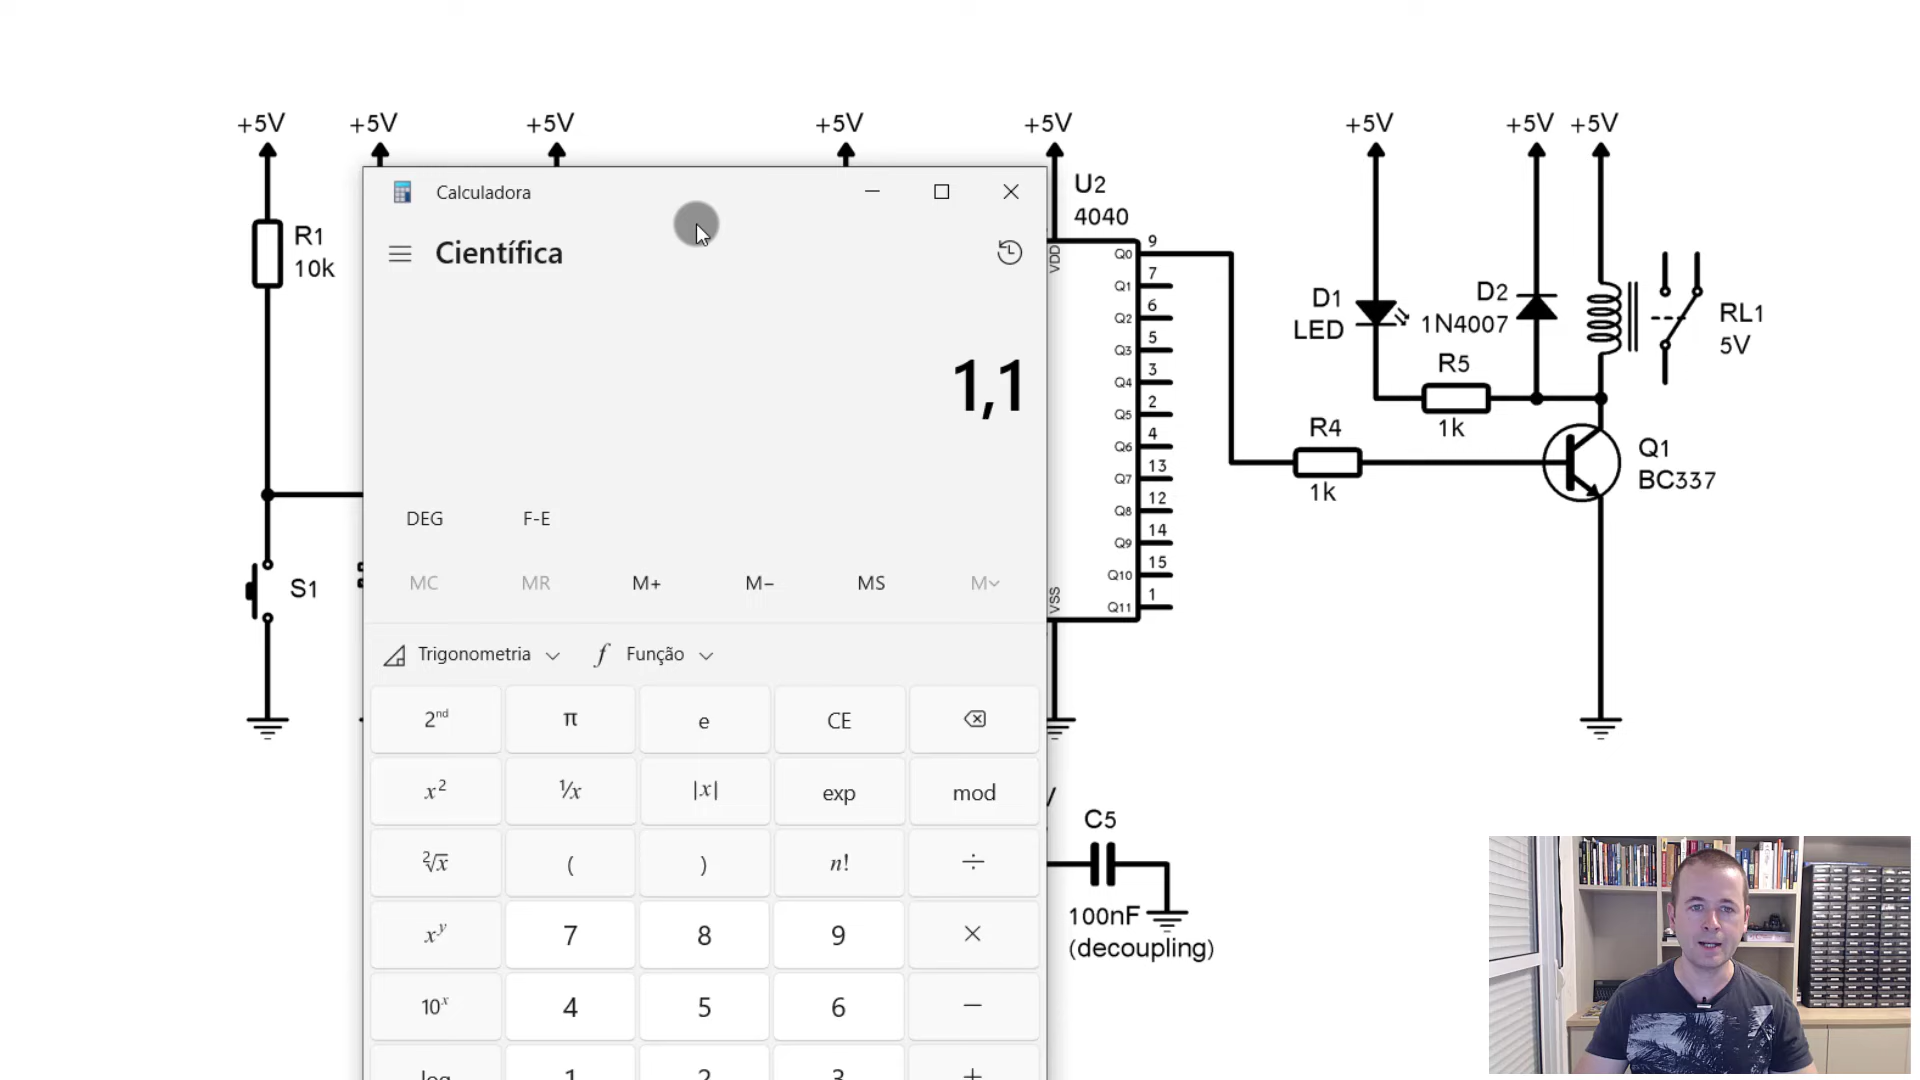 +5V +5V +5V +5V +5V +5V +5V +5V
Calculadora
Científica
1,1
DEG F-E
MC MR M+ M− MS M
Trigonometria f Função
2nd π e CE
x2 1/x |x| exp mod
2√x ( ) n! ÷
xy 7 8 9 ×
10x 4 5 6 −
log 1 2 3 +
R1
10k
S1
U2
4040
VDD
VSS
Q0 9
Q1 7
Q2 6
Q3 5
Q4 3
Q5 2
Q6 4
Q7 13
Q8 12
Q9 14
Q10 15
Q11 1
D1
LED
D2
1N4007
RL1
5V
R5
1k
R4
1k
Q1
BC337
C5
100nF
(decoupling)